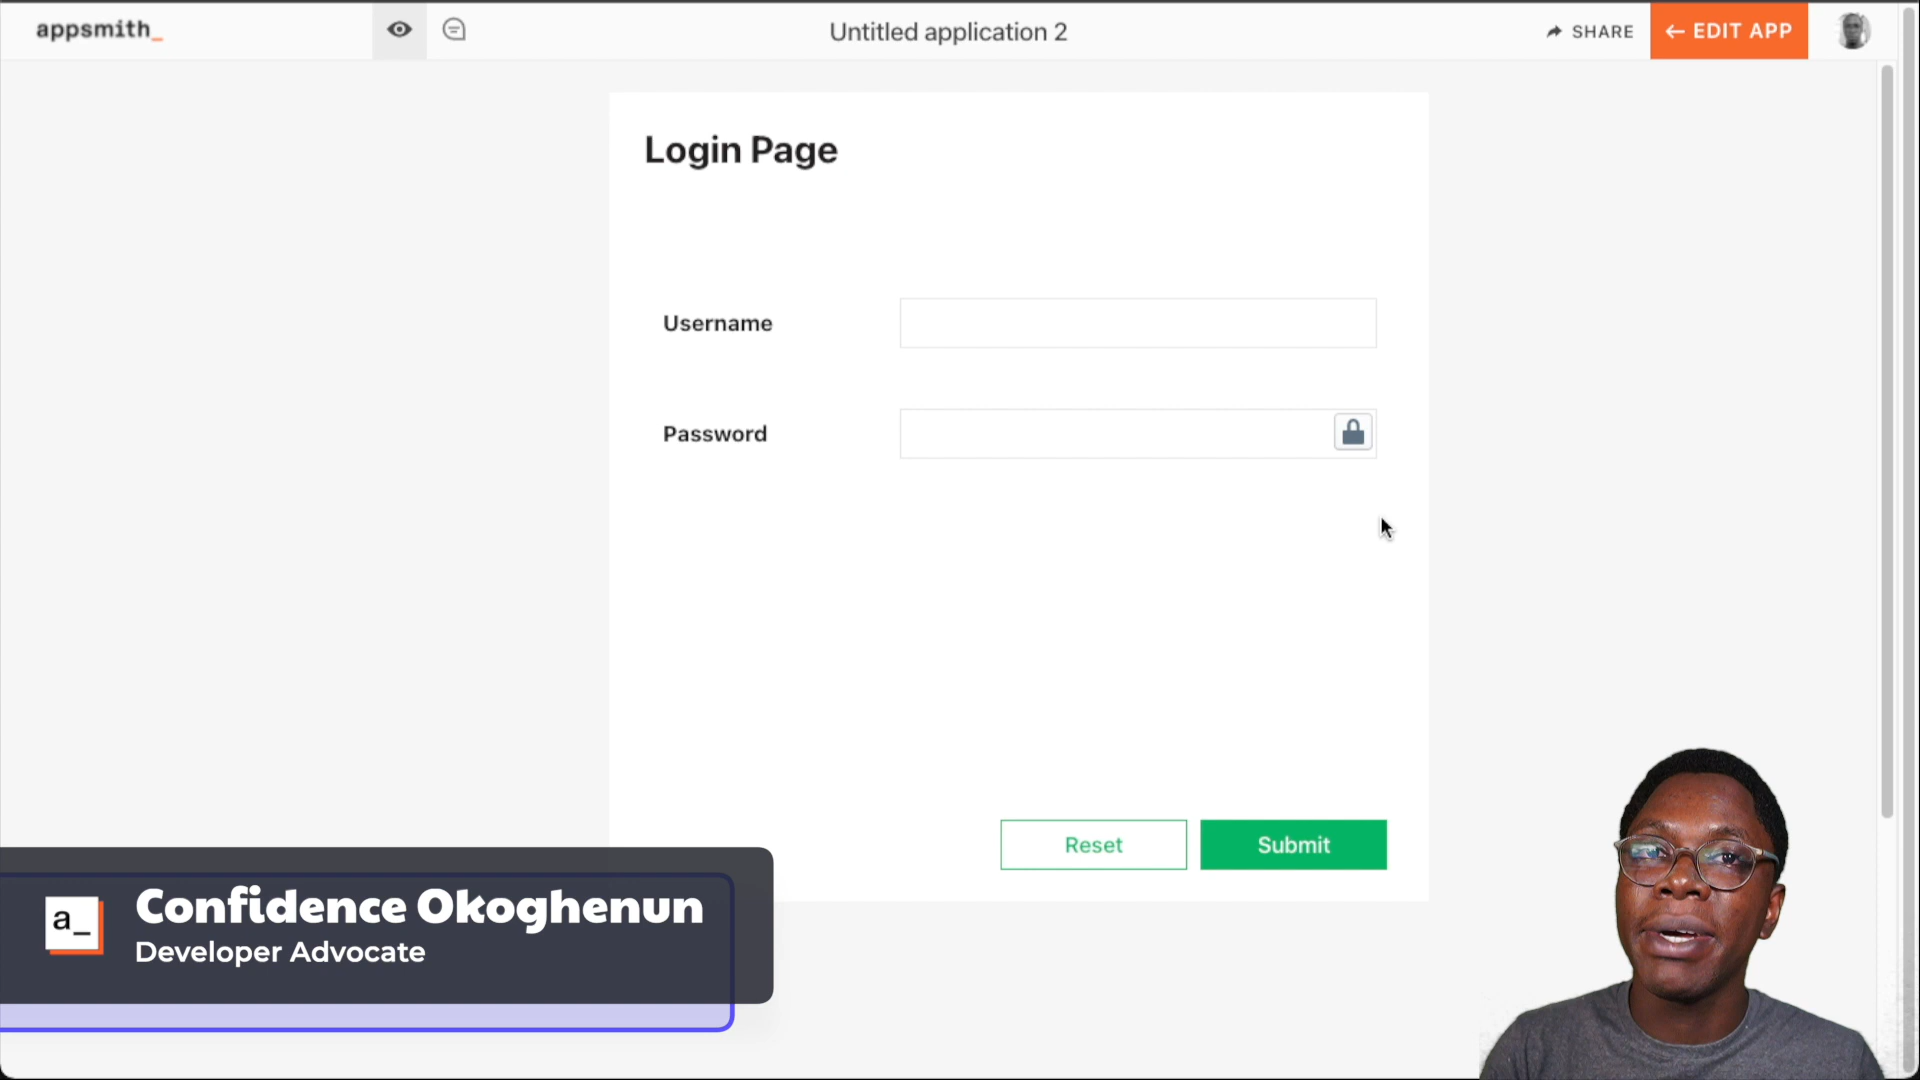 appsmith_
Untitled application 2
SHARE
← EDIT APP
Login Page
Username
Password
Reset
Submit
a_
Confidence Okoghenun
Developer Advocate